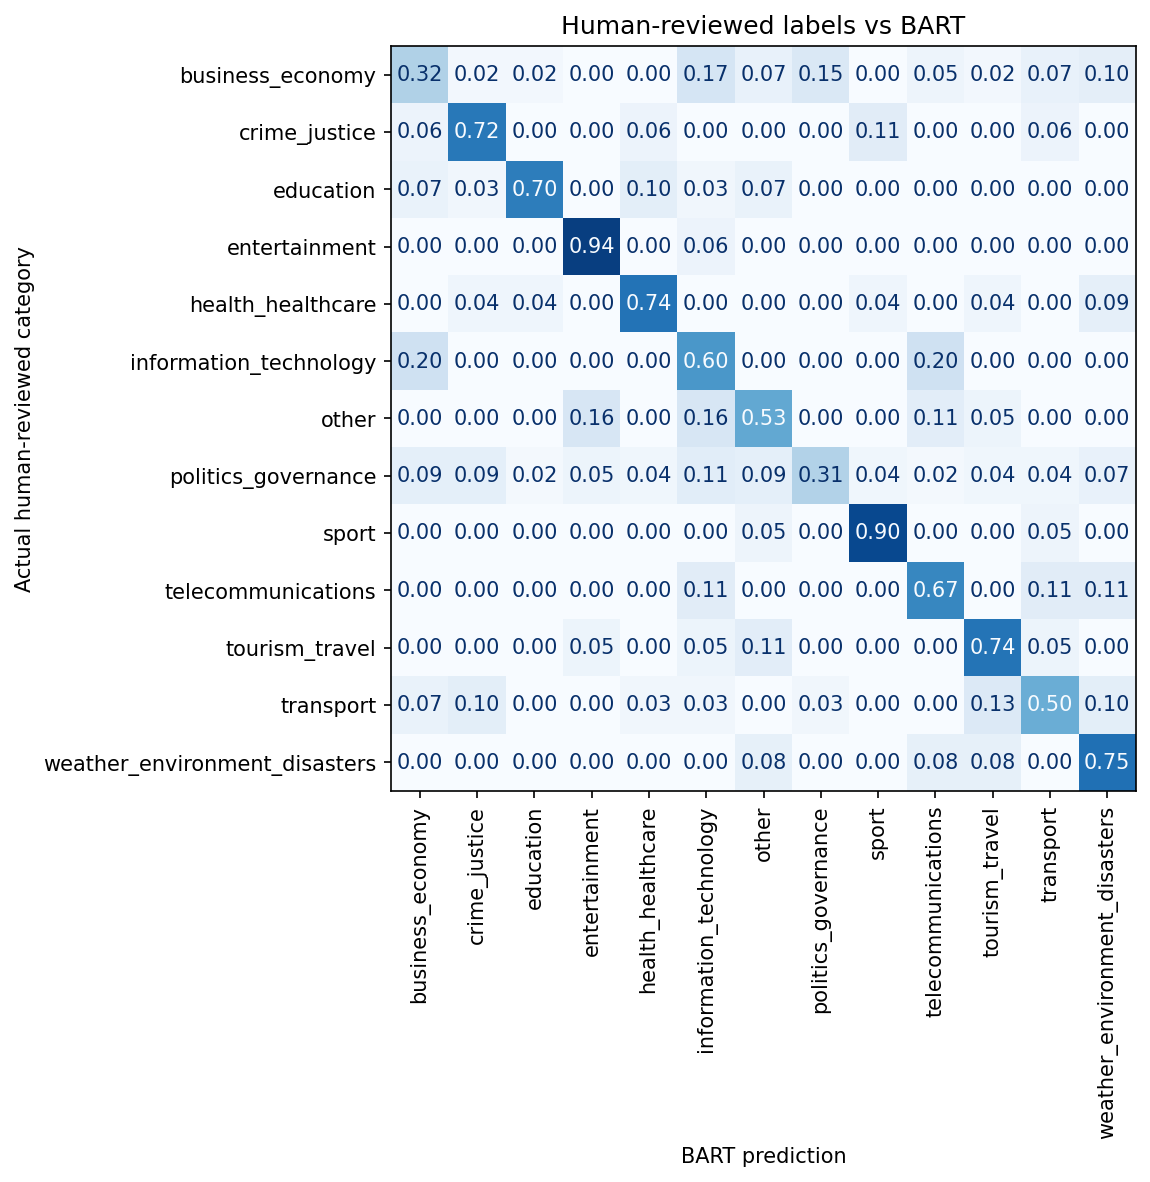 Human-reviewed labels vs BART
business_economy 0.32 0.02 0.02 0.00 0.00 0.17 0.07 0.15 0.00 0.05 0.02 0.07 0.10
crime_justice 0.06 0.72 0.00 0.00 0.06 0.00 0.00 0.00 0.11 0.00 0.00 0.06 0.00
education 0.07 0.03 0.70 0.00 0.10 0.03 0.07 0.00 0.00 0.00 0.00 0.00 0.00
entertainment 0.00 0.00 0.00 0.94 0.00 0.06 0.00 0.00 0.00 0.00 0.00 0.00 0.00
health_healthcare 0.00 0.04 0.04 0.00 0.74 0.00 0.00 0.00 0.04 0.00 0.04 0.00 0.09
information_technology 0.20 0.00 0.00 0.00 0.00 0.60 0.00 0.00 0.00 0.20 0.00 0.00 0.00
other 0.00 0.00 0.00 0.16 0.00 0.16 0.53 0.00 0.00 0.11 0.05 0.00 0.00
politics_governance 0.09 0.09 0.02 0.05 0.04 0.11 0.09 0.31 0.04 0.02 0.04 0.04 0.07
sport 0.00 0.00 0.00 0.00 0.00 0.00 0.05 0.00 0.90 0.00 0.00 0.05 0.00
telecommunications 0.00 0.00 0.00 0.00 0.00 0.11 0.00 0.00 0.00 0.67 0.00 0.11 0.11
tourism_travel 0.00 0.00 0.00 0.05 0.00 0.05 0.11 0.00 0.00 0.00 0.74 0.05 0.00
transport 0.07 0.10 0.00 0.00 0.03 0.03 0.00 0.03 0.00 0.00 0.13 0.50 0.10
weather_environment_disasters 0.00 0.00 0.00 0.00 0.00 0.00 0.08 0.00 0.00 0.08 0.08 0.00 0.75
Actual human-reviewed category
business_economy
crime_justice
education
entertainment
health_healthcare
information_technology
other
politics_governance
sport
telecommunications
tourism_travel
transport
weather_environment_disasters
BART prediction